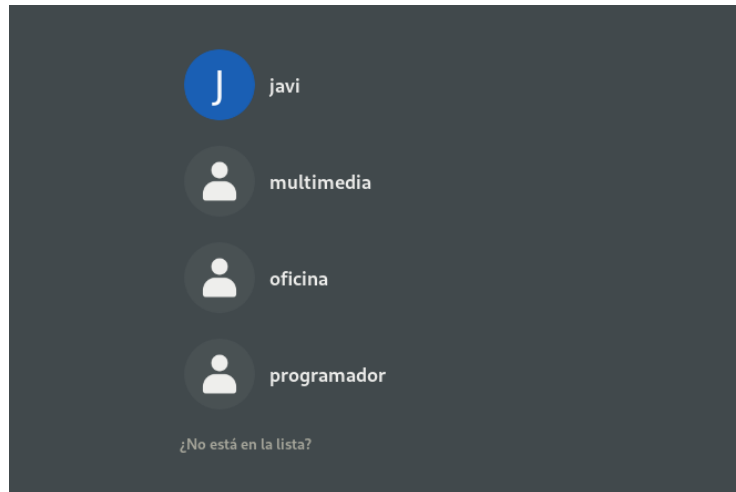 J
javi
multimedia
oficina
programador
¿No está en la lista?